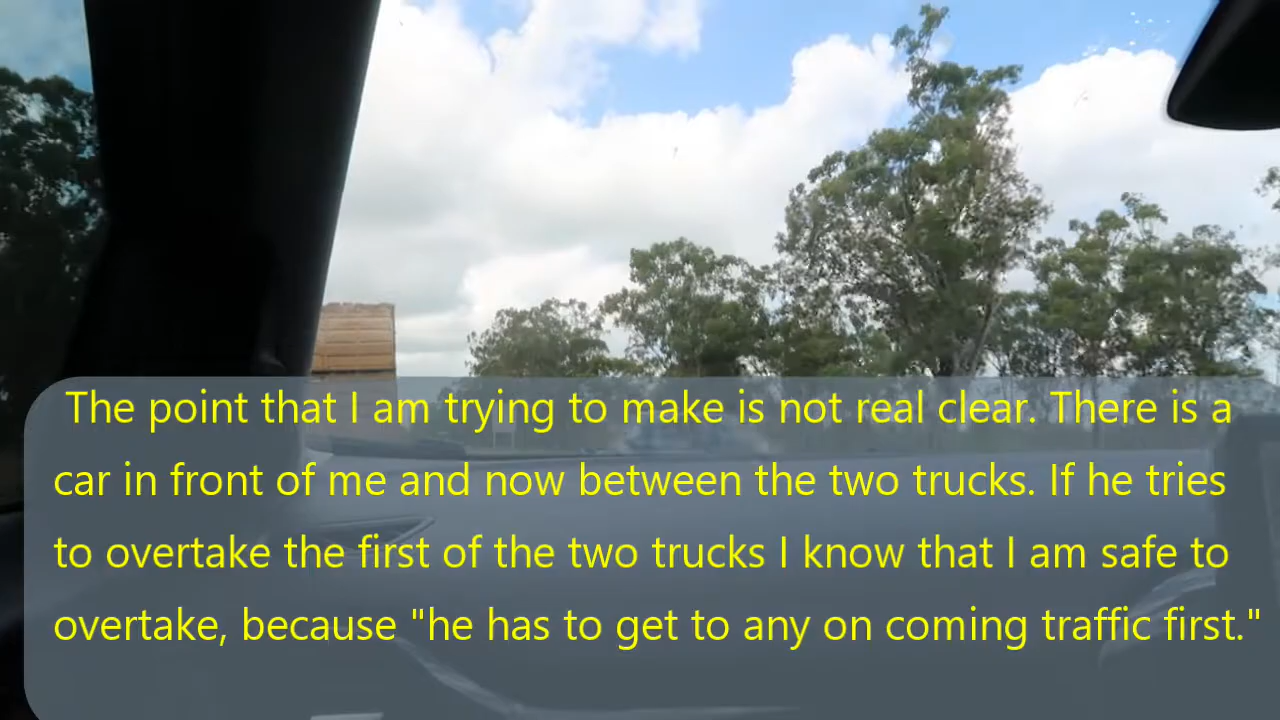 The point that I am trying to make is not real clear. There is a
car in front of me and now between the two trucks. If he tries
to overtake the first of the two trucks I know that I am safe to
overtake, because "he has to get to any on coming traffic first."